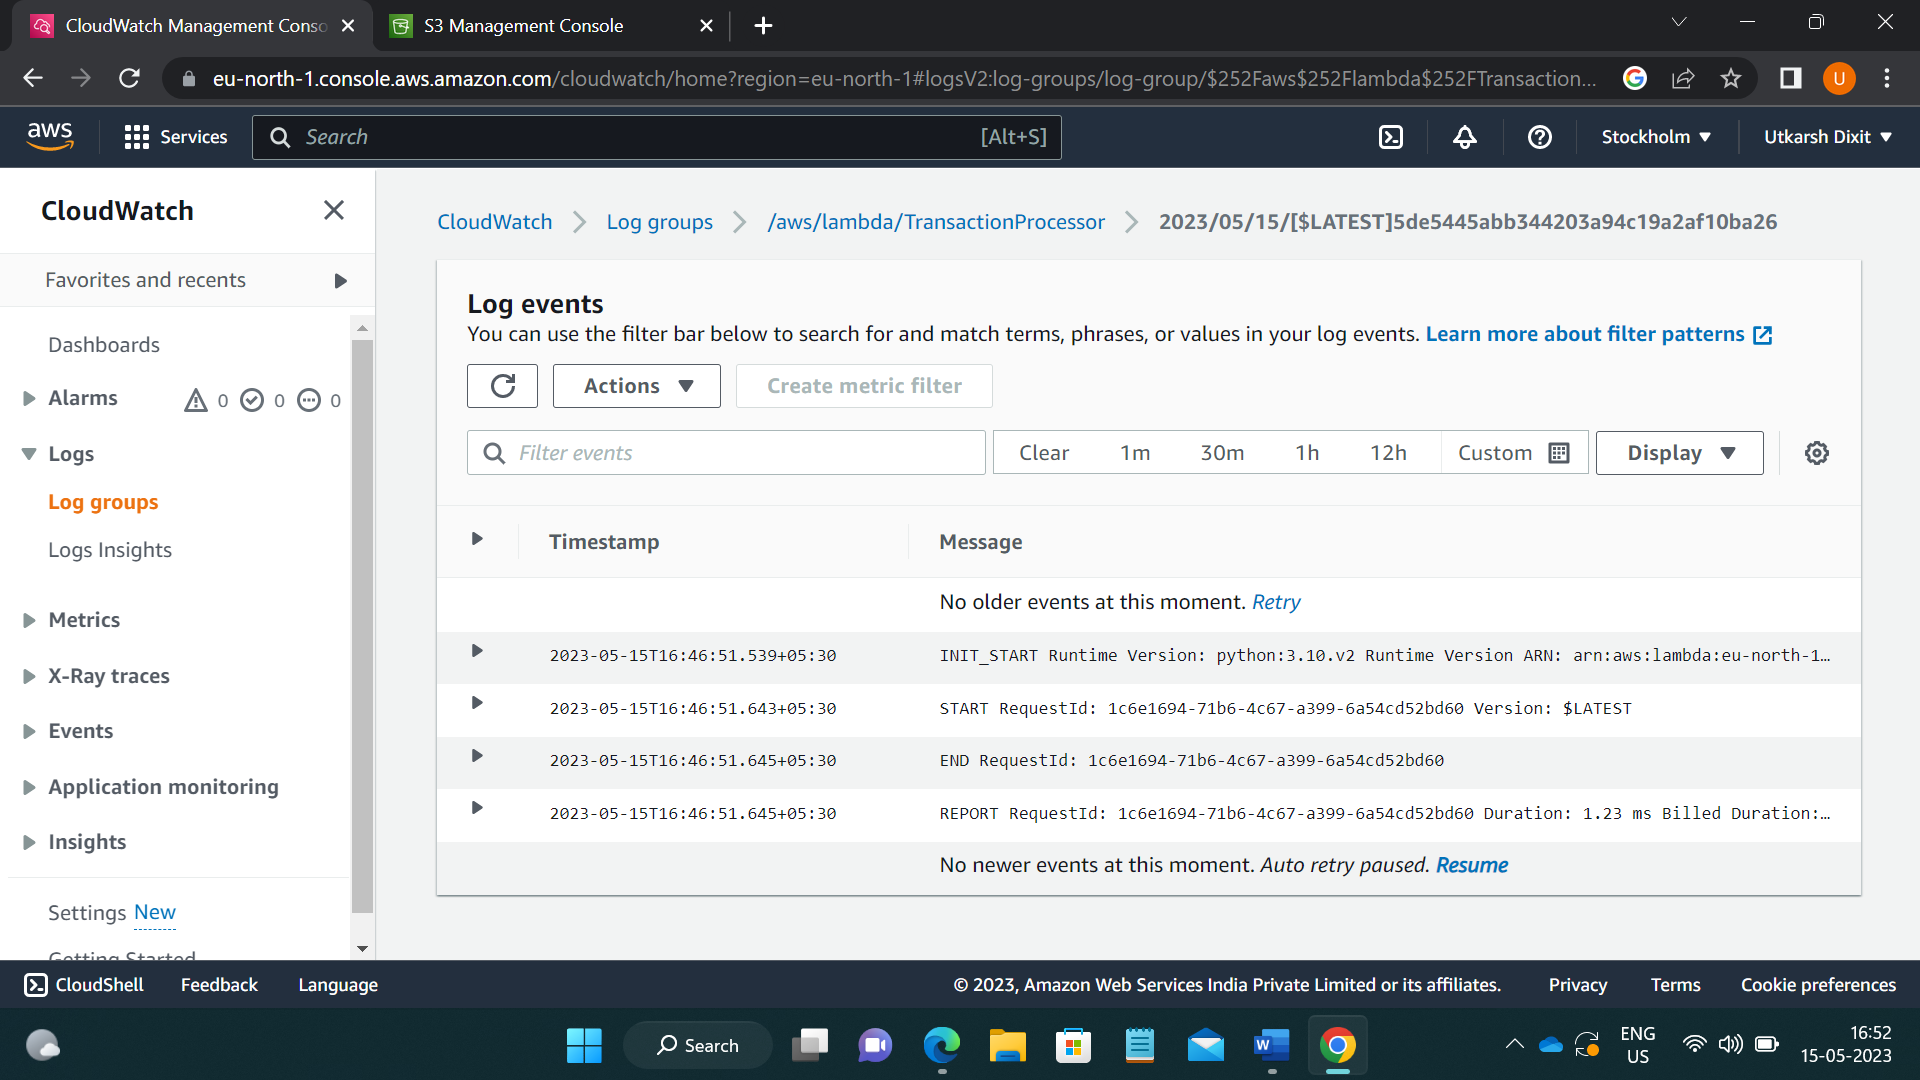 CloudWatch Management Conso
S3 Management Console
eu-north-1.console.aws.amazon.com/cloudwatch/home?region=eu-north-1#logsV2:log-groups/log-group/$252Faws$252Flambda$252FTransaction...
U
aws
Services
Search
[Alt+S]
Stockholm
Utkarsh Dixit
CloudWatch
Favorites and recents
Dashboards
Alarms 0 0 0
Logs
Log groups
Logs Insights
Metrics
X-Ray traces
Events
Application monitoring
Insights
Settings New
Getting Started
CloudWatch
Log groups
/aws/lambda/TransactionProcessor
2023/05/15/[$LATEST]5de5445abb344203a94c19a2af10ba26
Log events
You can use the filter bar below to search for and match terms, phrases, or values in your log events. Learn more about filter patterns
Actions
Create metric filter
Filter events
Clear 1m 30m 1h 12h Custom
Display
Timestamp Message
No older events at this moment. Retry
2023-05-15T16:46:51.539+05:30 INIT_START Runtime Version: python:3.10.v2 Runtime Version ARN: arn:aws:lambda:eu-north-1…
2023-05-15T16:46:51.643+05:30 START RequestId: 1c6e1694-71b6-4c67-a399-6a54cd52bd60 Version: $LATEST
2023-05-15T16:46:51.645+05:30 END RequestId: 1c6e1694-71b6-4c67-a399-6a54cd52bd60
2023-05-15T16:46:51.645+05:30 REPORT RequestId: 1c6e1694-71b6-4c67-a399-6a54cd52bd60 Duration: 1.23 ms Billed Duration:…
No newer events at this moment. Auto retry paused. Resume
CloudShell
Feedback
Language
© 2023, Amazon Web Services India Private Limited or its affiliates.
Privacy
Terms
Cookie preferences
Search
W
ENG
US
16:52
15-05-2023